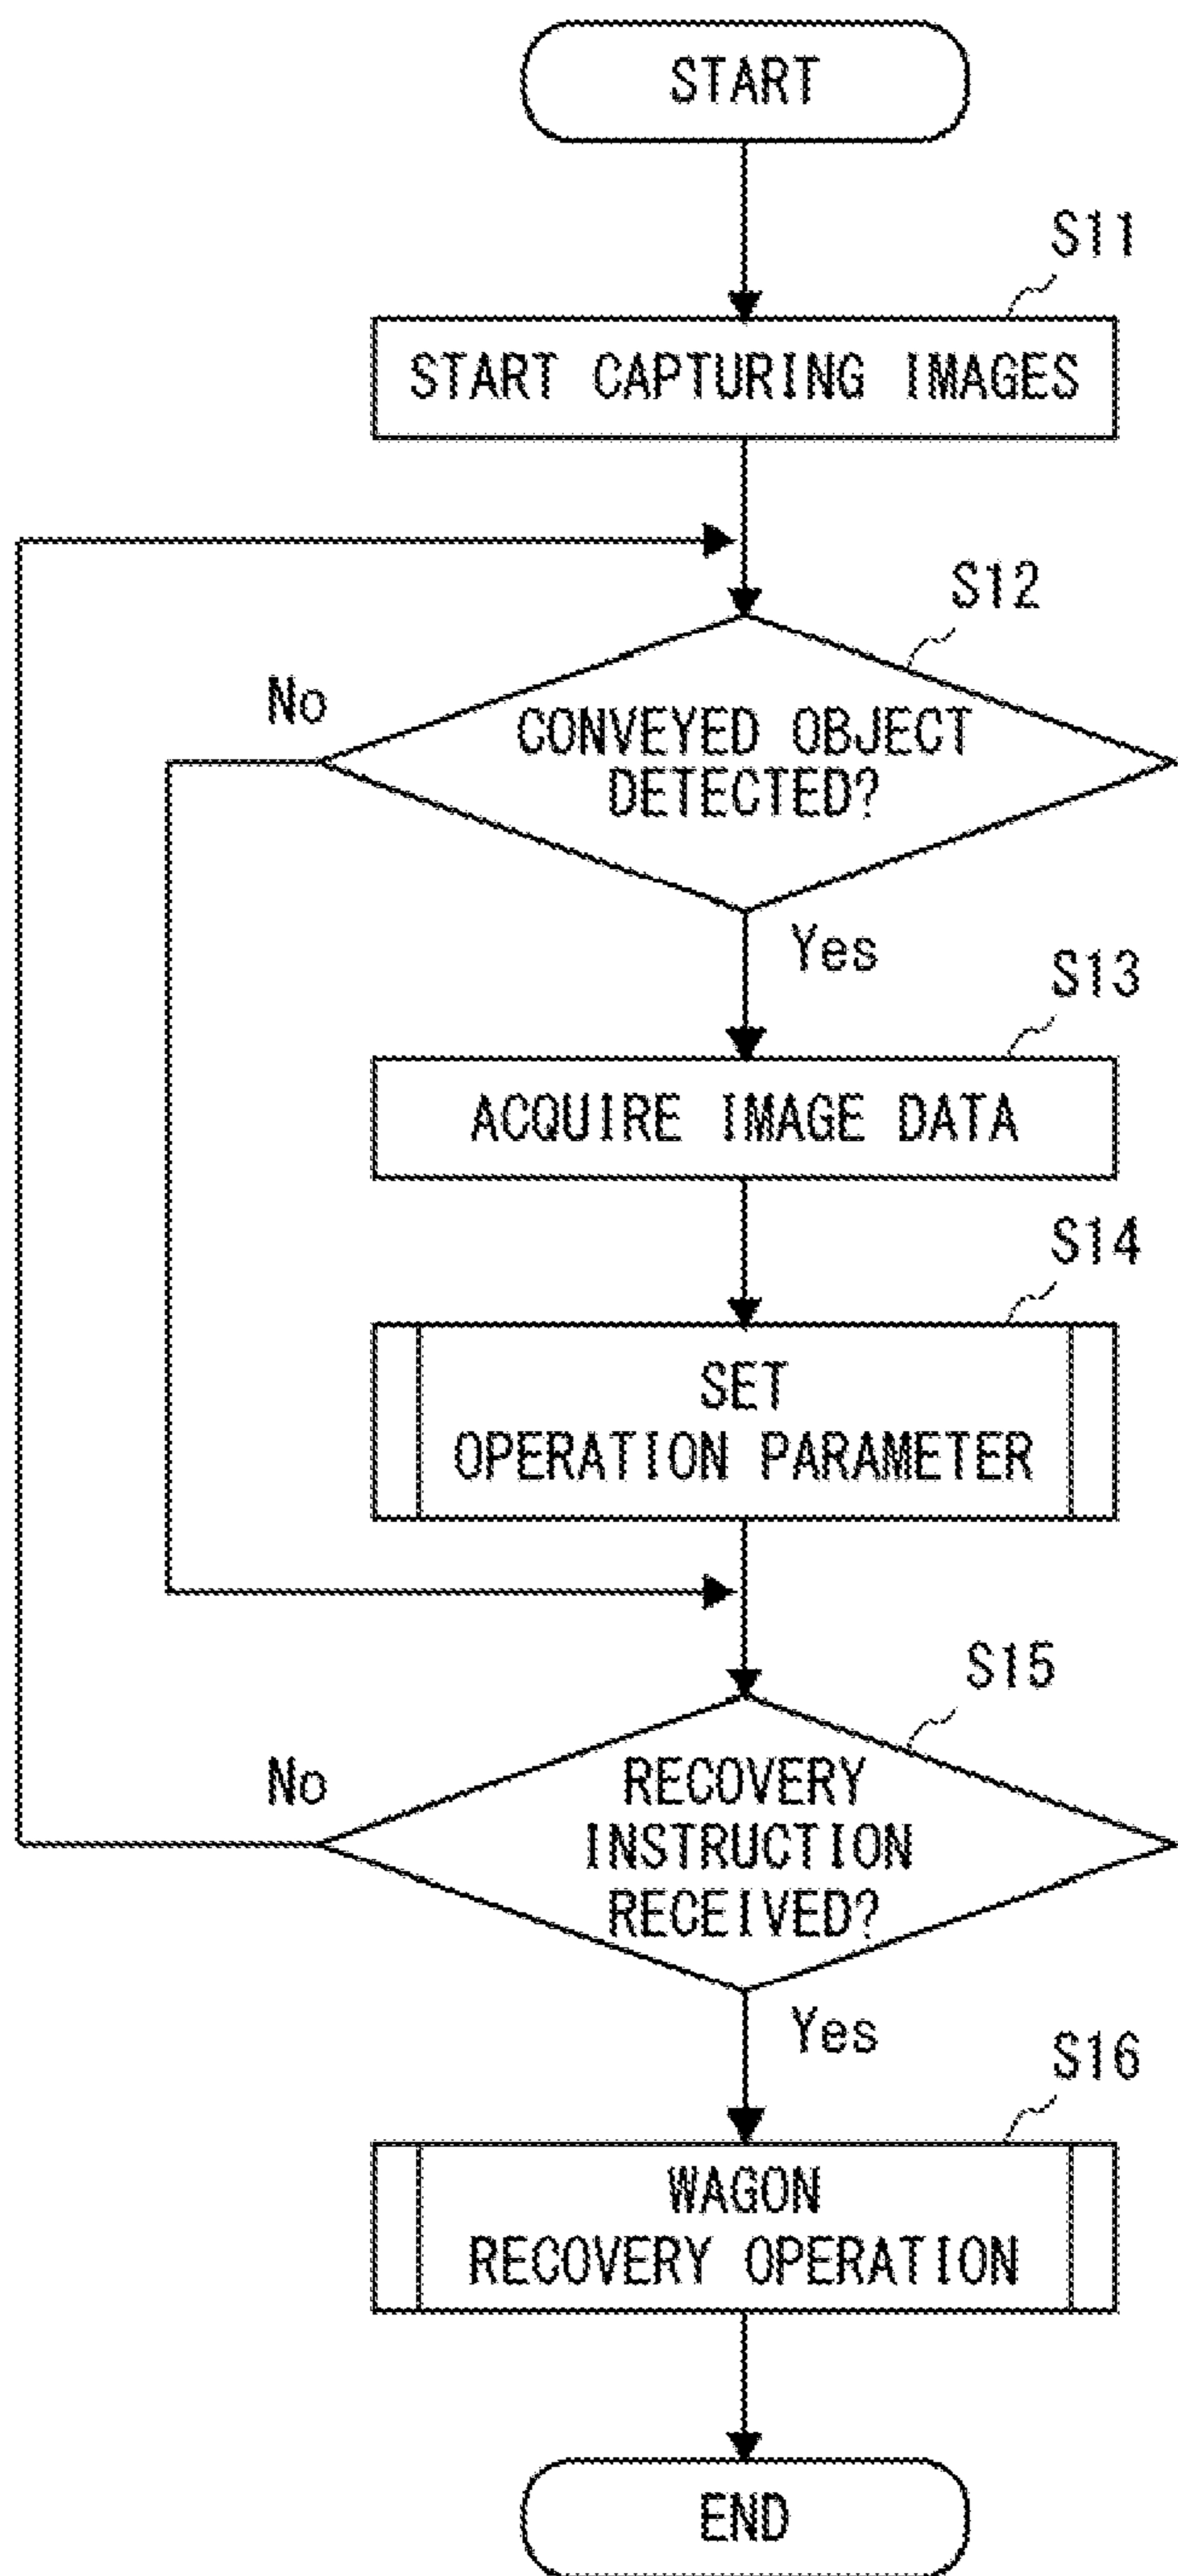 START
S11
START CAPTURING IMAGES
S12
No
CONVEYED OBJECT
DETECTED?
Yes
S13
ACQUIRE IMAGE DATA
S14
SET
OPERATION PARAMETER
S15
No
RECOVERY
INSTRUCTION
RECEIVED?
Yes
S16
WAGON
RECOVERY OPERATION
END